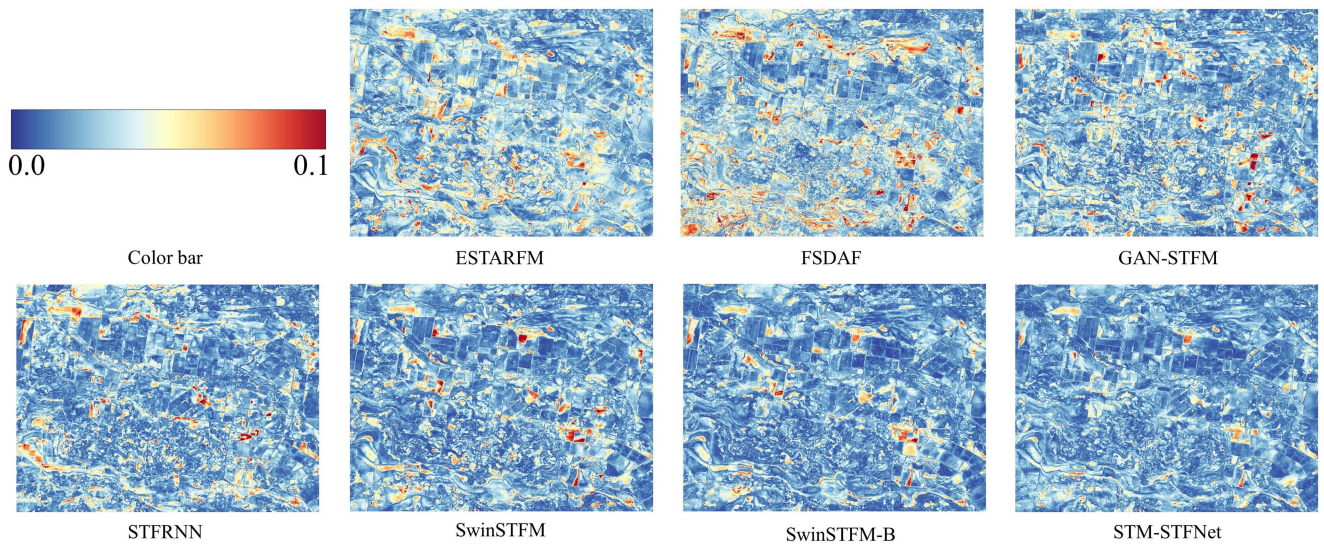 0.0 0.1
Color bar ESTARFM FSDAF GAN-STFM
STFRNN SwinSTFM SwinSTFM-B STM-STFNet